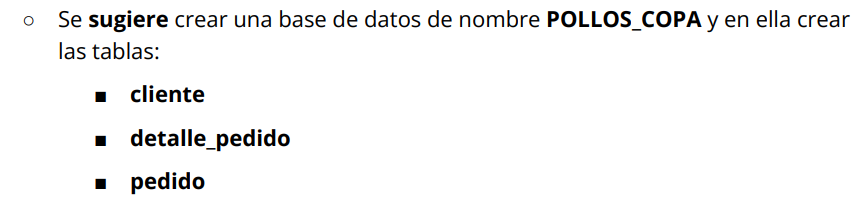 ○ Se sugiere crear una base de datos de nombre POLLOS_COPA y en ella crear
las tablas:
■ cliente
■ detalle_pedido
■ pedido